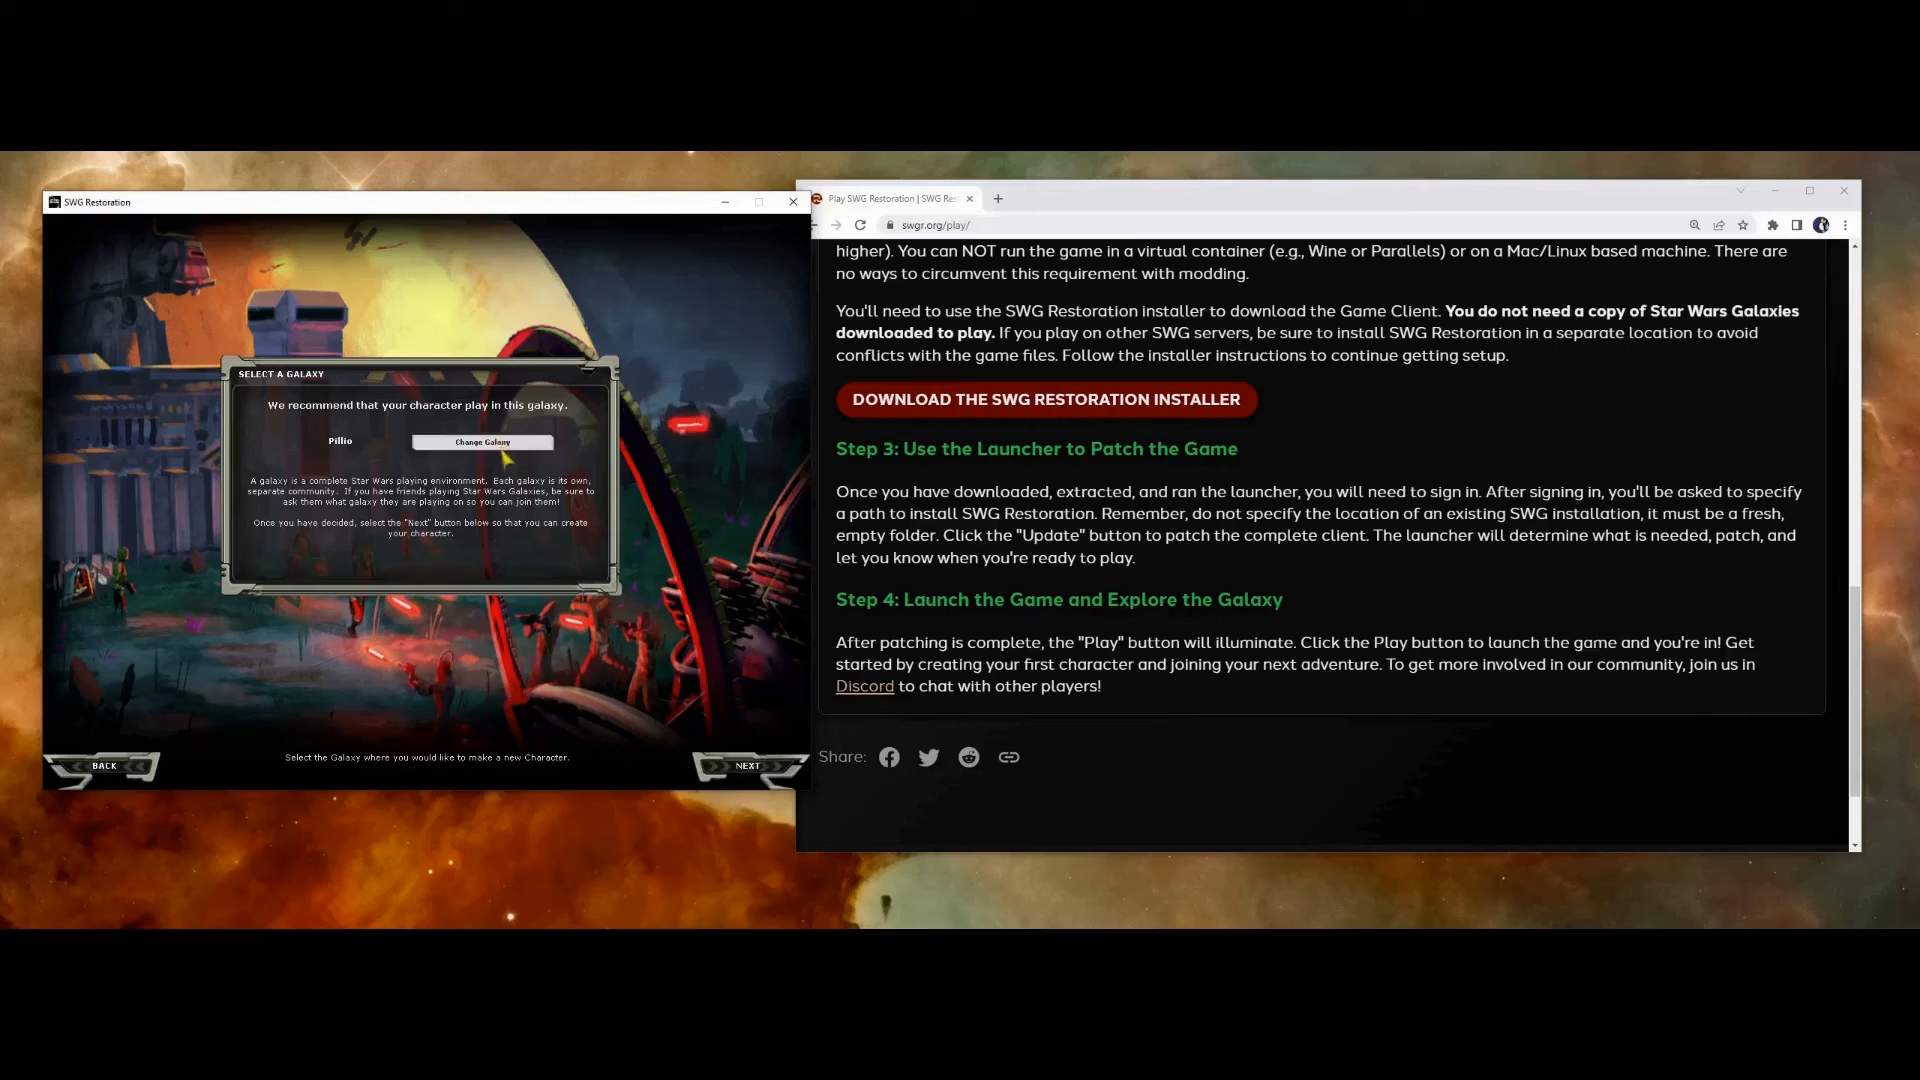 SWG Restoration
SELECT A GALAXY
We recommend that your character play in this galaxy.
Pillio
Change Galaxy
A galaxy is a complete Star Wars playing environment. Each galaxy is its own,
separate community. If you have friends playing Star Wars Galaxies, be sure to
ask them what galaxy they are playing on so you can join them!
Once you have decided, select the "Next" button below so that you can create
your character.
Select the Galaxy where you would like to make a new Character.
BACK
NEXT
Play SWG Restoration | SWG Res
swgr.org/play/
higher). You can NOT run the game in a virtual container (e.g., Wine or Parallels) or on a Mac/Linux based machine. There are
no ways to circumvent this requirement with modding.
You'll need to use the SWG Restoration installer to download the Game Client. You do not need a copy of Star Wars Galaxies
downloaded to play. If you play on other SWG servers, be sure to install SWG Restoration in a separate location to avoid
conflicts with the game files. Follow the installer instructions to continue getting setup.
DOWNLOAD THE SWG RESTORATION INSTALLER
Step 3: Use the Launcher to Patch the Game
Once you have downloaded, extracted, and ran the launcher, you will need to sign in. After signing in, you'll be asked to specify
a path to install SWG Restoration. Remember, do not specify the location of an existing SWG installation, it must be a fresh,
empty folder. Click the "Update" button to patch the complete client. The launcher will determine what is needed, patch, and
let you know when you're ready to play.
Step 4: Launch the Game and Explore the Galaxy
After patching is complete, the "Play" button will illuminate. Click the Play button to launch the game and you're in! Get
started by creating your first character and joining your next adventure. To get more involved in our community, join us in
Discord to chat with other players!
Share: